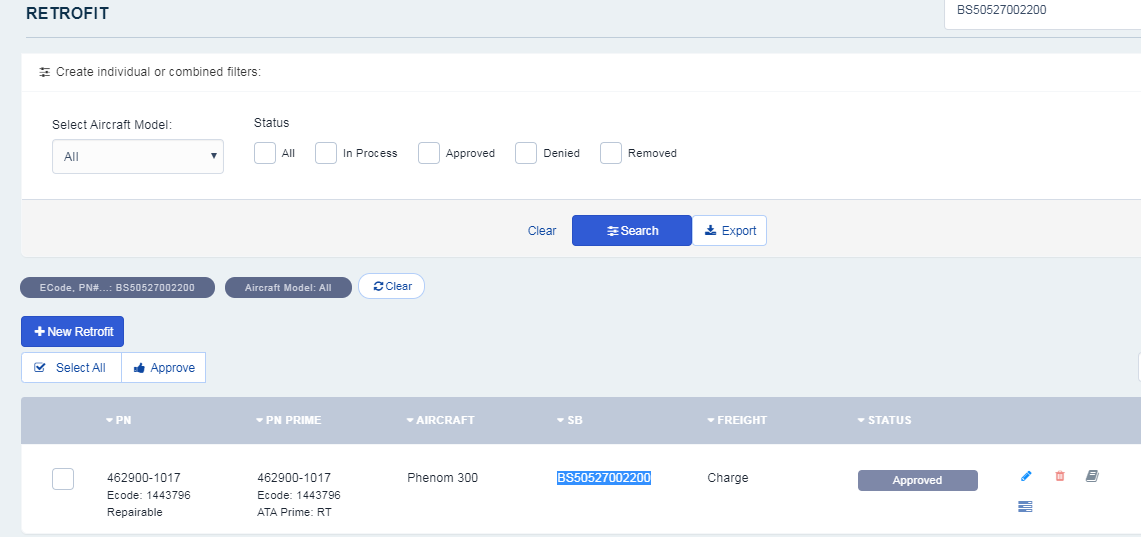 RETROFIT
BS50527002200
Create individual or combined filters:
Select Aircraft Model:
Status
All
All
In Process
Approved
Denied
Removed
Clear
Search
Export
ECode, PN#...: BS50527002200
Aircraft Model: All
Clear
New Retrofit
Select All
Approve
PN
PN PRIME
AIRCRAFT
SB
FREIGHT
STATUS
462900-1017
Ecode: 1443796
Repairable
462900-1017
Ecode: 1443796
ATA Prime: RT
Phenom 300
BS50527002200
Charge
Approved